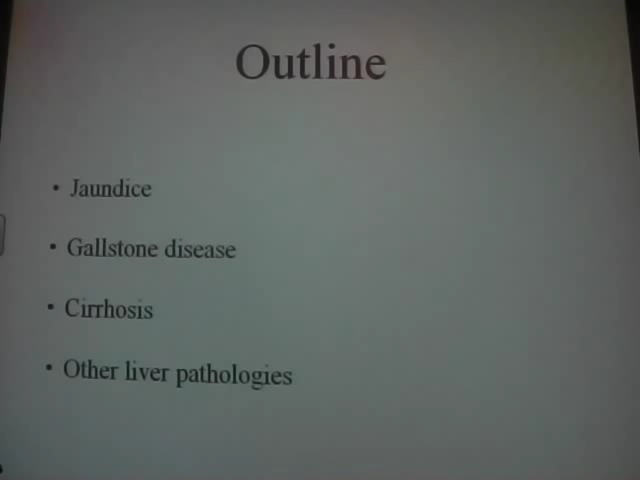 Outline
• Jaundice
• Gallstone disease
• Cirrhosis
• Other liver pathologies